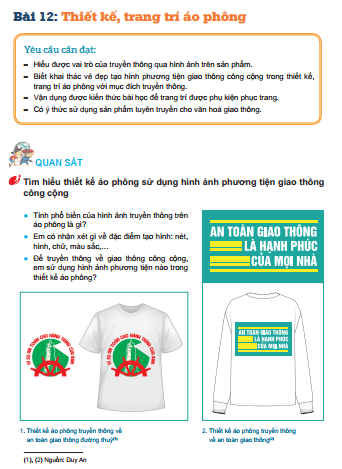 Bài 12: Thiết kế, trang trí áo phông
Yêu cầu cần đạt:
– Hiểu được vai trò của truyền thông qua hình ảnh trên sản phẩm.
– Biết khai thác vẻ đẹp tạo hình phương tiện giao thông công cộng trong thiết kế,
trang trí áo phông với mục đích truyền thông.
– Vận dụng được kiến thức bài học để trang trí được phụ kiện phục trang.
– Có ý thức sử dụng sản phẩm tuyên truyền cho văn hoá giao thông.
QUAN SÁT
Tìm hiểu thiết kế áo phông sử dụng hình ảnh phương tiện giao thông
công cộng
• Tính phổ biến của hình ảnh truyền thông trên
áo phông là gì?
• Em có nhận xét gì về đặc điểm tạo hình: nét,
hình, chữ, màu sắc,...
• Để truyền thông về giao thông công cộng,
em sử dụng hình ảnh phương tiện nào trong
thiết kế áo phông?
AN TOÀN GIAO THÔNG
LÀ HẠNH PHÚC
CỦA MỌI NHÀ
AN TOÀN GIAO THÔNG
LÀ HẠNH PHÚC
CỦA MỌI NHÀ
1. Thiết kế áo phông truyền thông về
an toàn giao thông đường thuỷ(1)
2. Thiết kế áo phông truyền thông
về an toàn giao thông(2)
(1), (2) Nguồn: Duy An